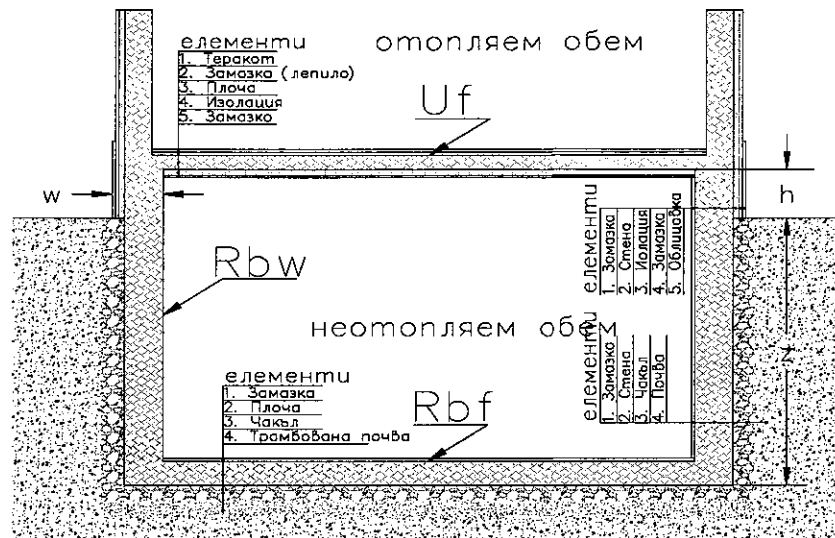 елементи
1. Теракот
2. Замазка (лепило)
3. Плоча
4. Изолация
5. Замазко
отопляем обем
Uf
w
h
Rbw
елементи
1. Замазка
2. Стена
3. Иолация
4. Замазка
5. Облицовка
неотопляем обем
z
елементи
1. Замазка
2. Стена
3. Чакъл
4. Почва
елементи
1. Замазка
2. Плоча
3. Чакъл
4. Трамбована почва
Rbf